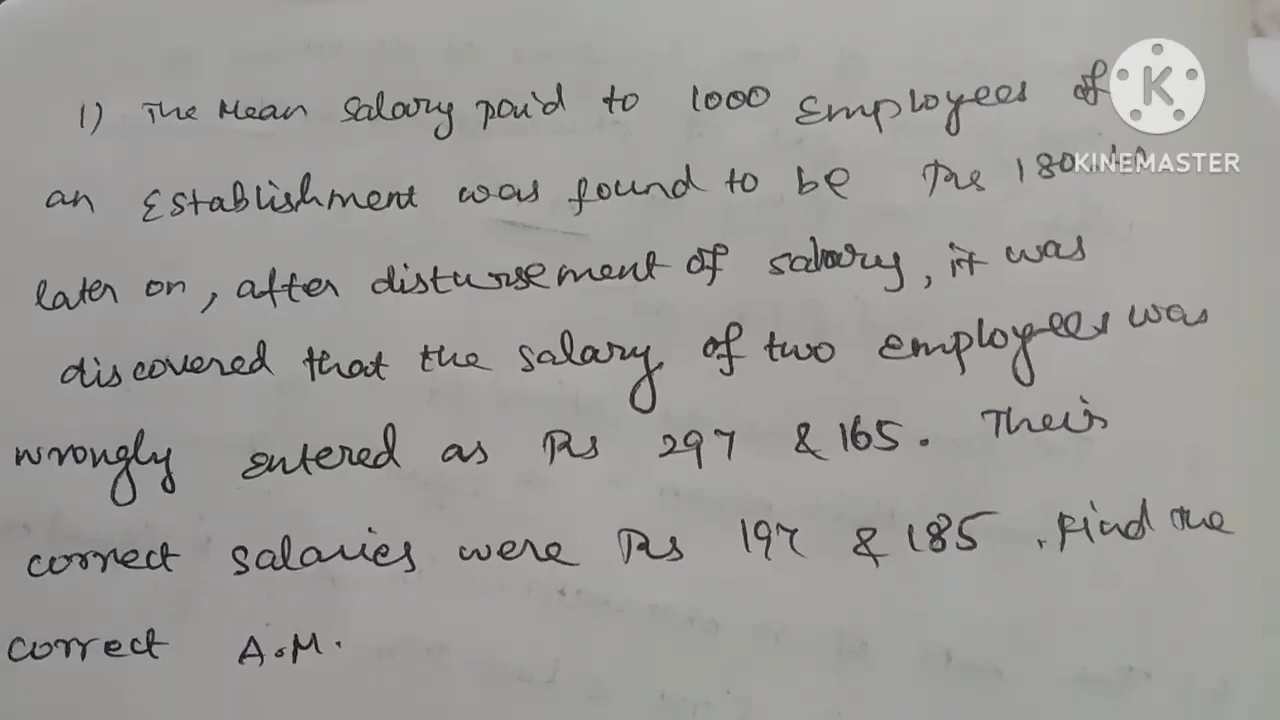 1) The Mean salary paid to 1000 Employees of
an Establishment was found to be Rs 180
KINEMASTER
later on, after distursement of salary, it was
discovered that the salary of two employees was
wrongly entered as Rs 297 & 165. Their
correct salaries were Rs 197 & 185. Find the
correct A.M.